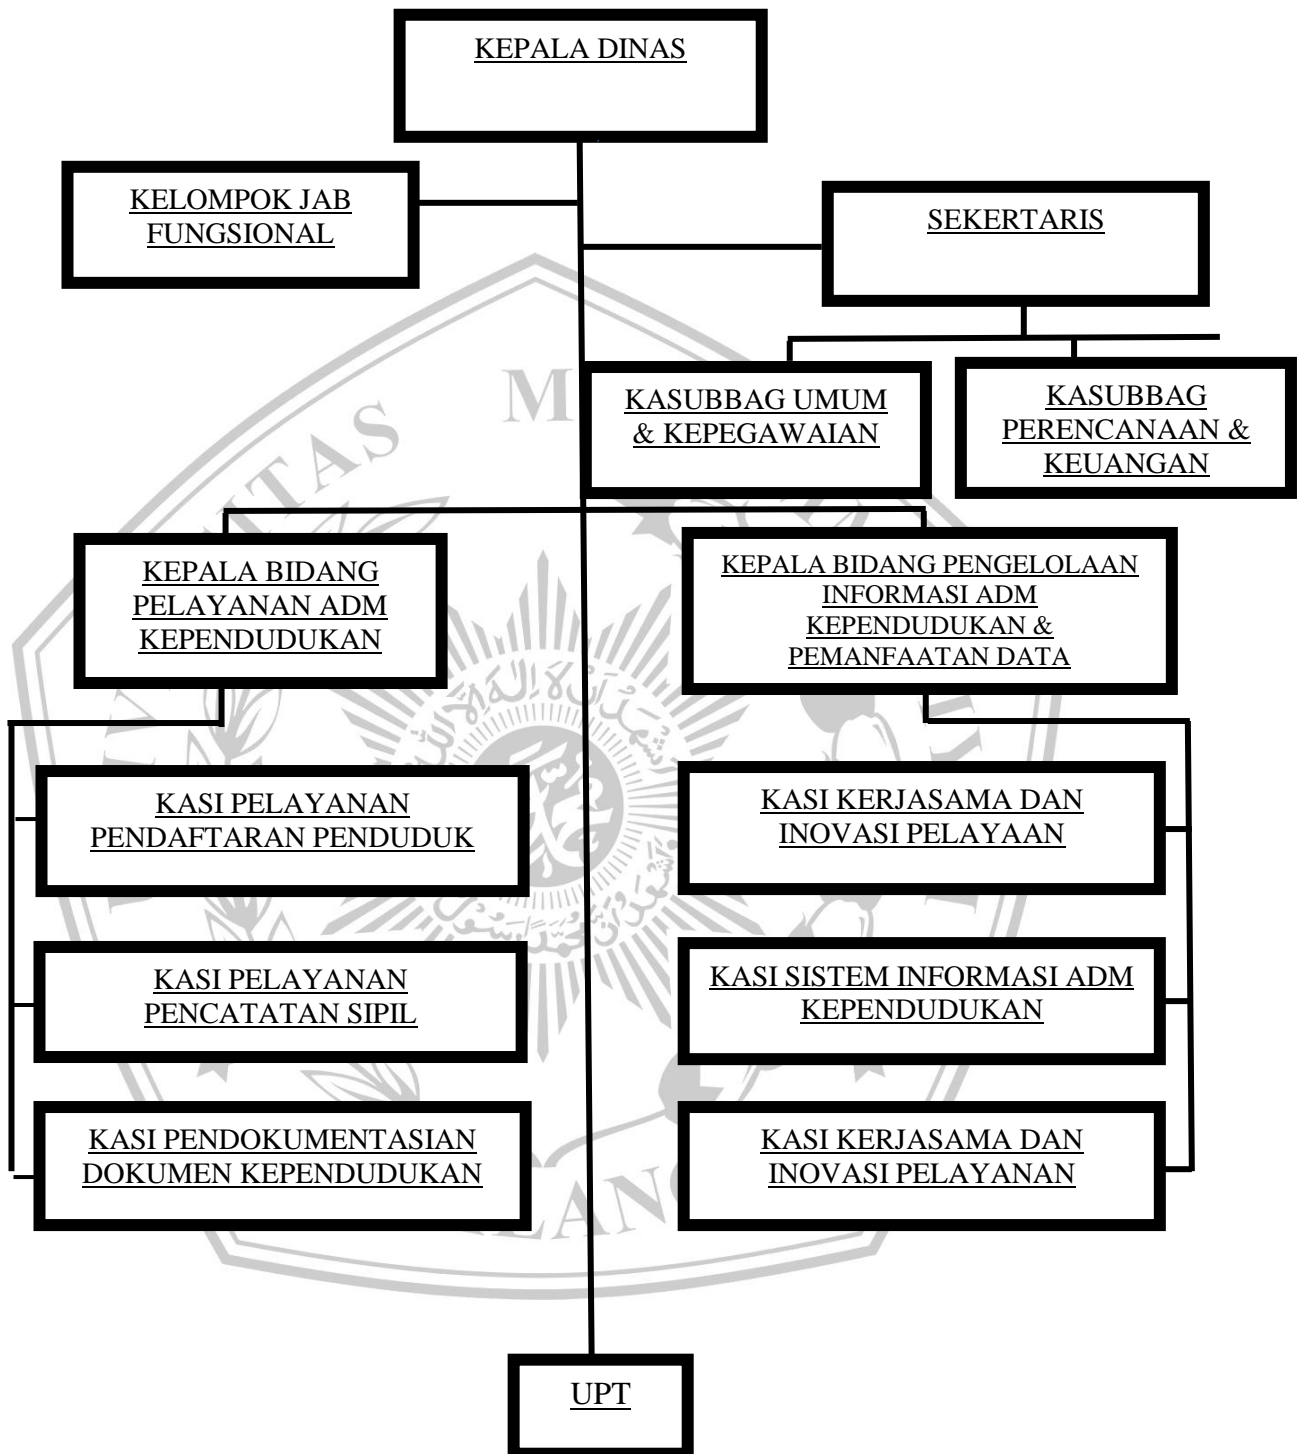 KEPALA DINAS
KELOMPOK JAB
FUNGSIONAL
SEKERTARIS
KASUBBAG UMUM
& KEPEGAWAIAN
KASUBBAG
PERENCANAAN &
KEUANGAN
KEPALA BIDANG
PELAYANAN ADM
KEPENDUDUKAN
KEPALA BIDANG PENGELOLAAN
INFORMASI ADM
KEPENDUDUKAN &
PEMANFAATAN DATA
KASI PELAYANAN
PENDAFTARAN PENDUDUK
KASI KERJASAMA DAN
INOVASI PELAYAAN
KASI PELAYANAN
PENCATATAN SIPIL
KASI SISTEM INFORMASI ADM
KEPENDUDUKAN
KASI PENDOKUMENTASIAN
DOKUMEN KEPENDUDUKAN
KASI KERJASAMA DAN
INOVASI PELAYANAN
UPT